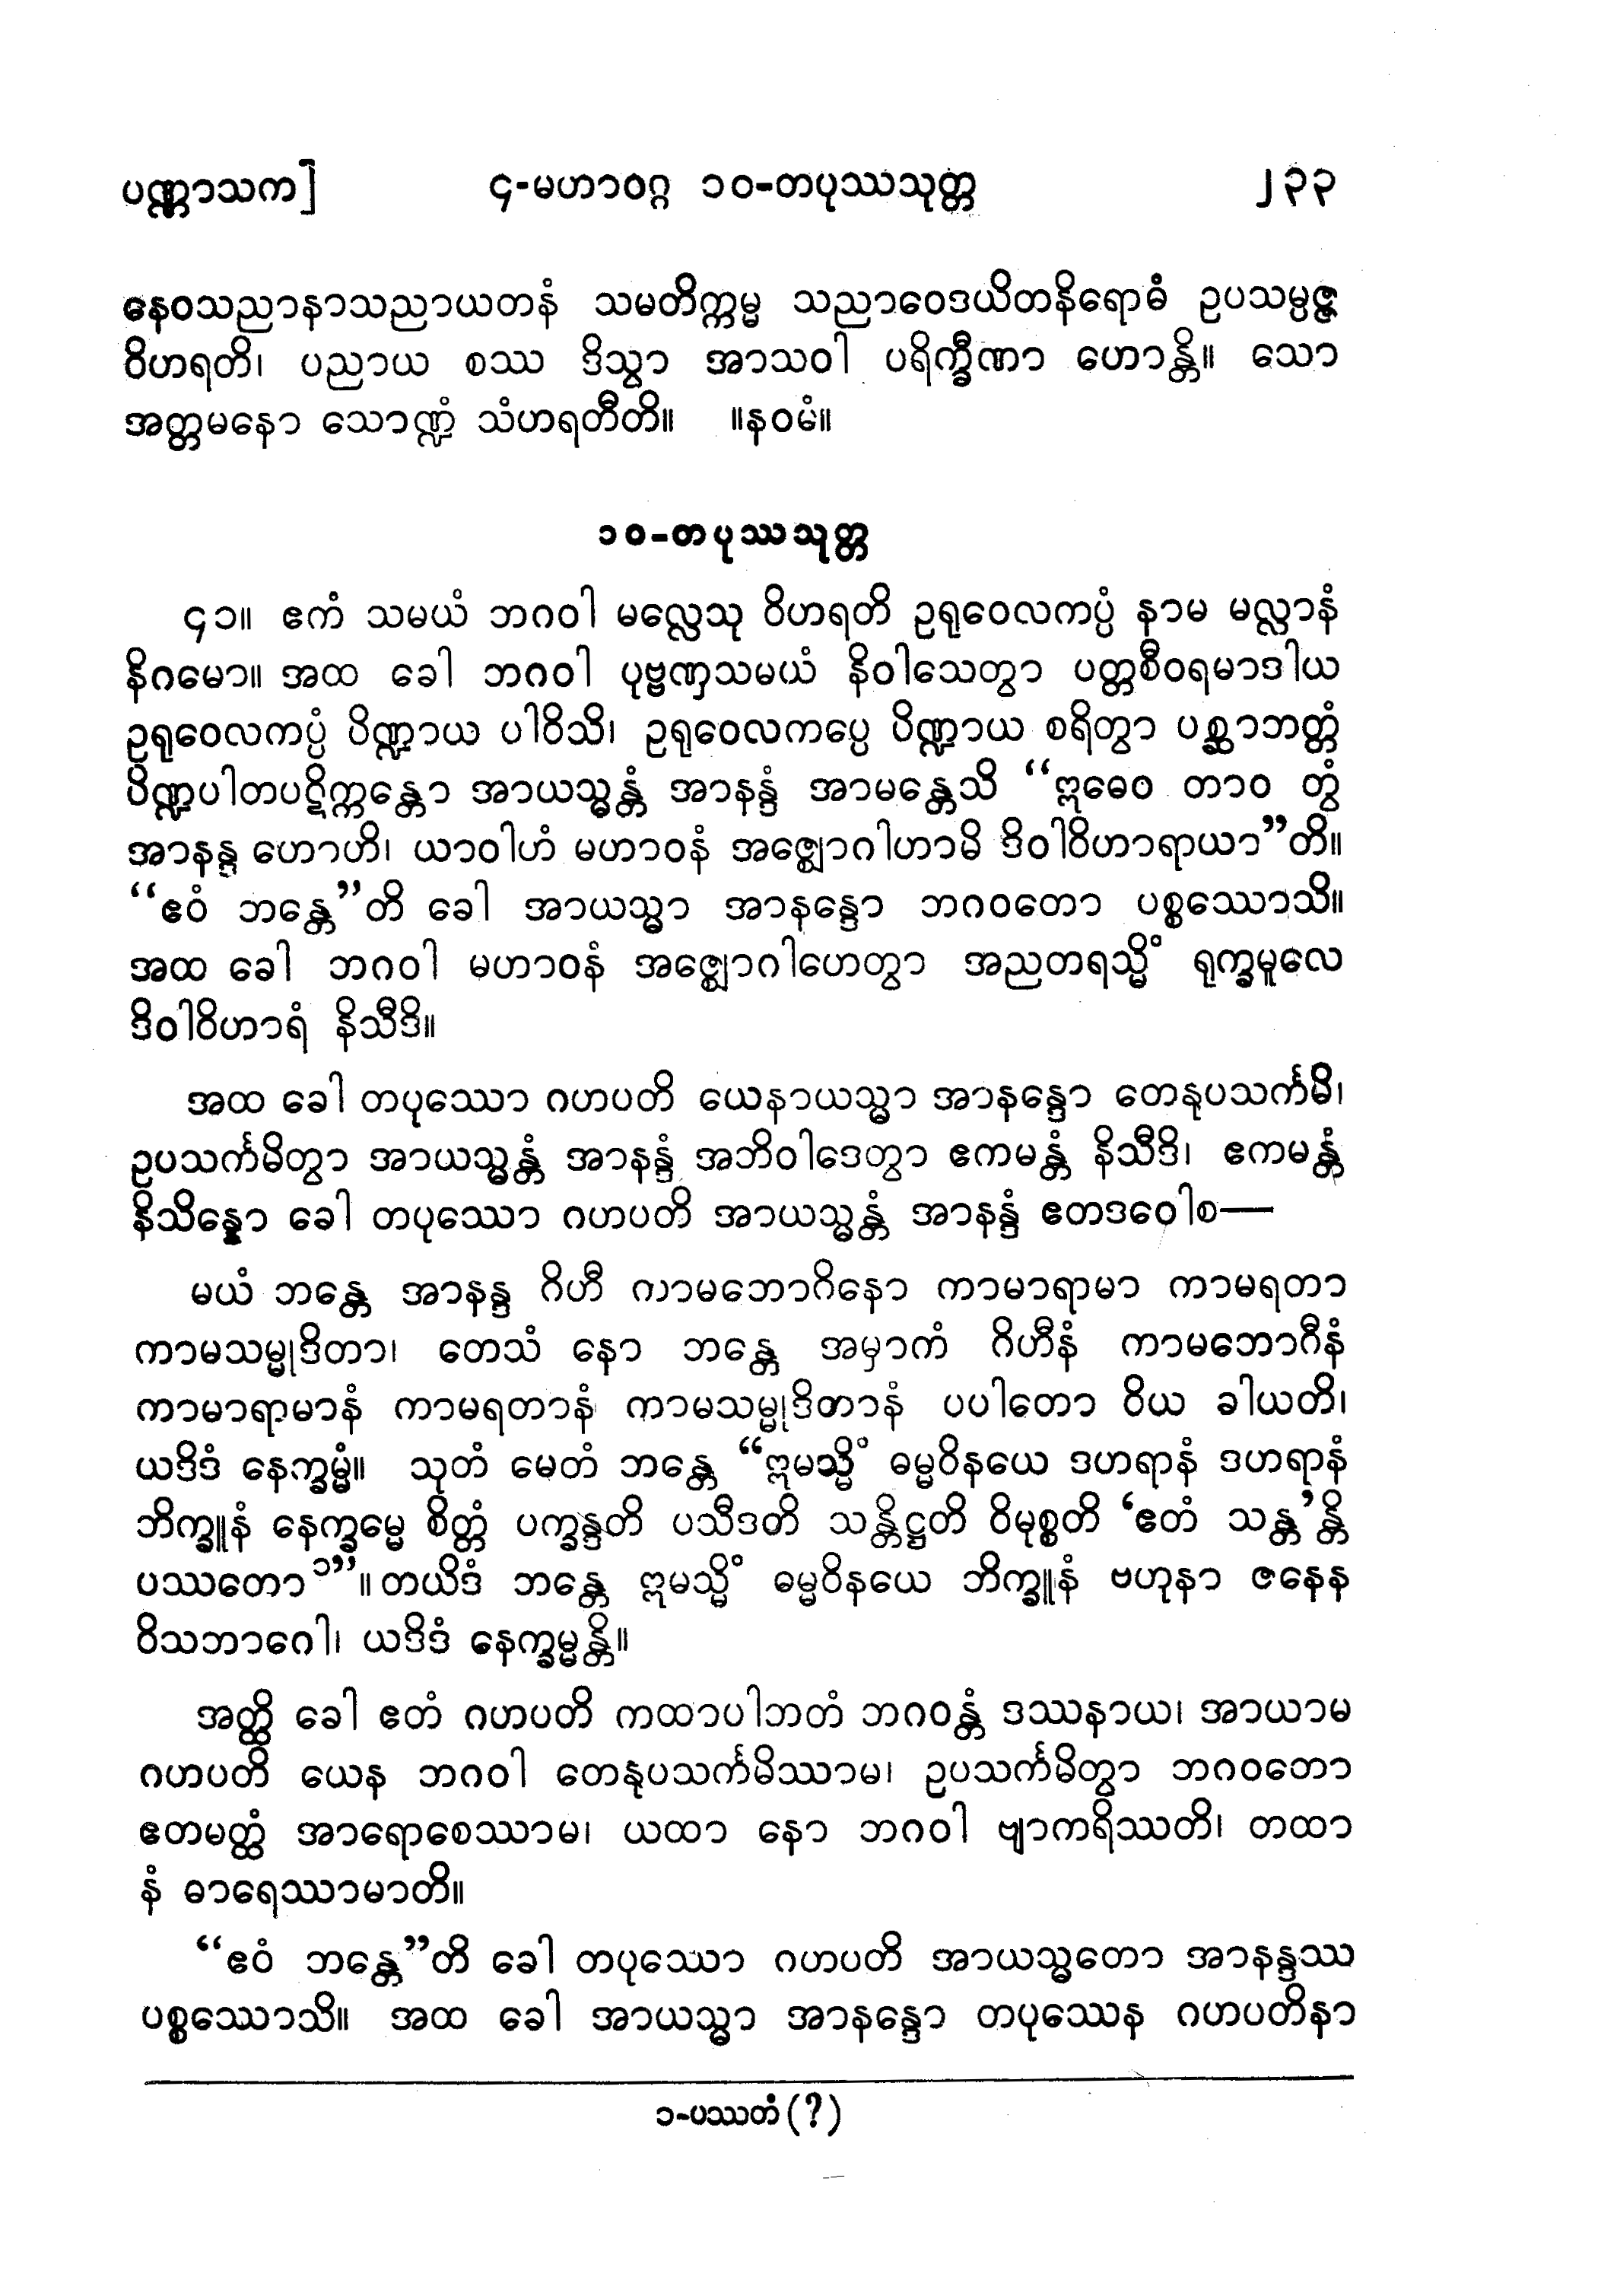 ပဏ္ဏာသက] ၄-မဟာဝဂ္ဂ ၁၀-တပုဿသုတ္တ ၂၃၃
နေဝသညာနာသညာယတနံ သမတိက္ကမ္မ သညာဝေဒယိတနိရောဓံ ဥပသမ္ပဇ္ဇ
ဝိဟရတိ၊ ပညာယ စဿ ဒိသွာ အာသဝါ ပရိက္ခီဏာ ဟောန္တိ။ သော
အတ္တမနော သောဏ္ဍံ သံဟရတီတိ။ ။နဝမံ။
၁၀-တပုဿသုတ္တ
၄၁။ ဧကံ သမယံ ဘဂဝါ မလ္လေသု ဝိဟရတိ ဥရုဝေလကပ္ပံ နာမ မလ္လာနံ
နိဂမော။ အထ ခေါ ဘဂဝါ ပုဗ္ဗဏှသမယံ နိဝါသေတွာ ပတ္တစီဝရမာဒါယ
ဥရုဝေလကပ္ပံ ပိဏ္ဍာယ ပါဝိသိ၊ ဥရုဝေလကပ္ပေ ပိဏ္ဍာယ စရိတွာ ပစ္ဆာဘတ္တံ
ပိဏ္ဍပါတပဋိက္ကန္တော အာယသ္မန္တံ အာနန္ဒံ အာမန္တေသိ “ဣဓေဝ တာဝ တွံ
အာနန္ဒ ဟောဟိ၊ ယာဝါဟံ မဟာဝနံ အဇ္ဈောဂါဟာမိ ဒိဝါဝိဟာရာယာ”တိ။
“ဧဝံ ဘန္တေ”တိ ခေါ အာယသ္မာ အာနန္ဒော ဘဂဝတော ပစ္စဿောသိ။
အထ ခေါ ဘဂဝါ မဟာဝနံ အဇ္ဈောဂါဟေတွာ အညတရသ္မိံ ရုက္ခမူလေ
ဒိဝါဝိဟာရံ နိသီဒိ။
အထ ခေါ တပုဿော ဂဟပတိ ယေနာယသ္မာ အာနန္ဒော တေနုပသင်္ကမိ၊
ဥပသင်္ကမိတွာ အာယသ္မန္တံ အာနန္ဒံ အဘိဝါဒေတွာ ဧကမန္တံ နိသီဒိ၊ ဧကမန္တံ
နိသိန္နော ခေါ တပုဿော ဂဟပတိ အာယသ္မန္တံ အာနန္ဒံ ဧတဒဝေါစ—
မယံ ဘန္တေ အာနန္ဒ ဂိဟီ ကာမဘောဂိနော ကာမာရာမာ ကာမရတာ
ကာမသမ္မုဒိတာ၊ တေသံ နော ဘန္တေ အမှာကံ ဂိဟီနံ ကာမဘောဂီနံ
ကာမာရာမာနံ ကာမရတာနံ ကာမသမ္မုဒိတာနံ ပပါတော ဝိယ ခါယတိ၊
ယဒိဒံ နေက္ခမ္မံ။ သုတံ မေတံ ဘန္တေ “ဣမသ္မိံ ဓမ္မဝိနယေ ဒဟရာနံ ဒဟရာနံ
ဘိက္ခူနံ နေက္ခမ္မေ စိတ္တံ ပက္ခန္ဒတိ ပသီဒတိ သန္တိဋ္ဌတိ ဝိမုစ္စတိ ‘ဧတံ သန္တ’န္တိ
ပဿတော၁”။ တယိဒံ ဘန္တေ ဣမသ္မိံ ဓမ္မဝိနယေ ဘိက္ခူနံ ဗဟုနာ ဇနေန
ဝိသဘာဂေါ၊ ယဒိဒံ နေက္ခမ္မန္တိ။
အတ္ထိ ခေါ ဧတံ ဂဟပတိ ကထာပါဘတံ ဘဂဝန္တံ ဒဿနာယ၊ အာယာမ
ဂဟပတိ ယေန ဘဂဝါ တေနုပသင်္ကမိဿာမ၊ ဥပသင်္ကမိတွာ ဘဂဝတော
ဧတမတ္ထံ အာရောစေဿာမ၊ ယထာ နော ဘဂဝါ ဗျာကရိဿတိ၊ တထာ
နံ ဓာရေဿာမာတိ။
“ဧဝံ ဘန္တေ”တိ ခေါ တပုဿော ဂဟပတိ အာယသ္မတော အာနန္ဒဿ
ပစ္စဿောသိ။ အထ ခေါ အာယသ္မာ အာနန္ဒော တပုဿေန ဂဟပတိနာ
၁-ပဿတံ (?)